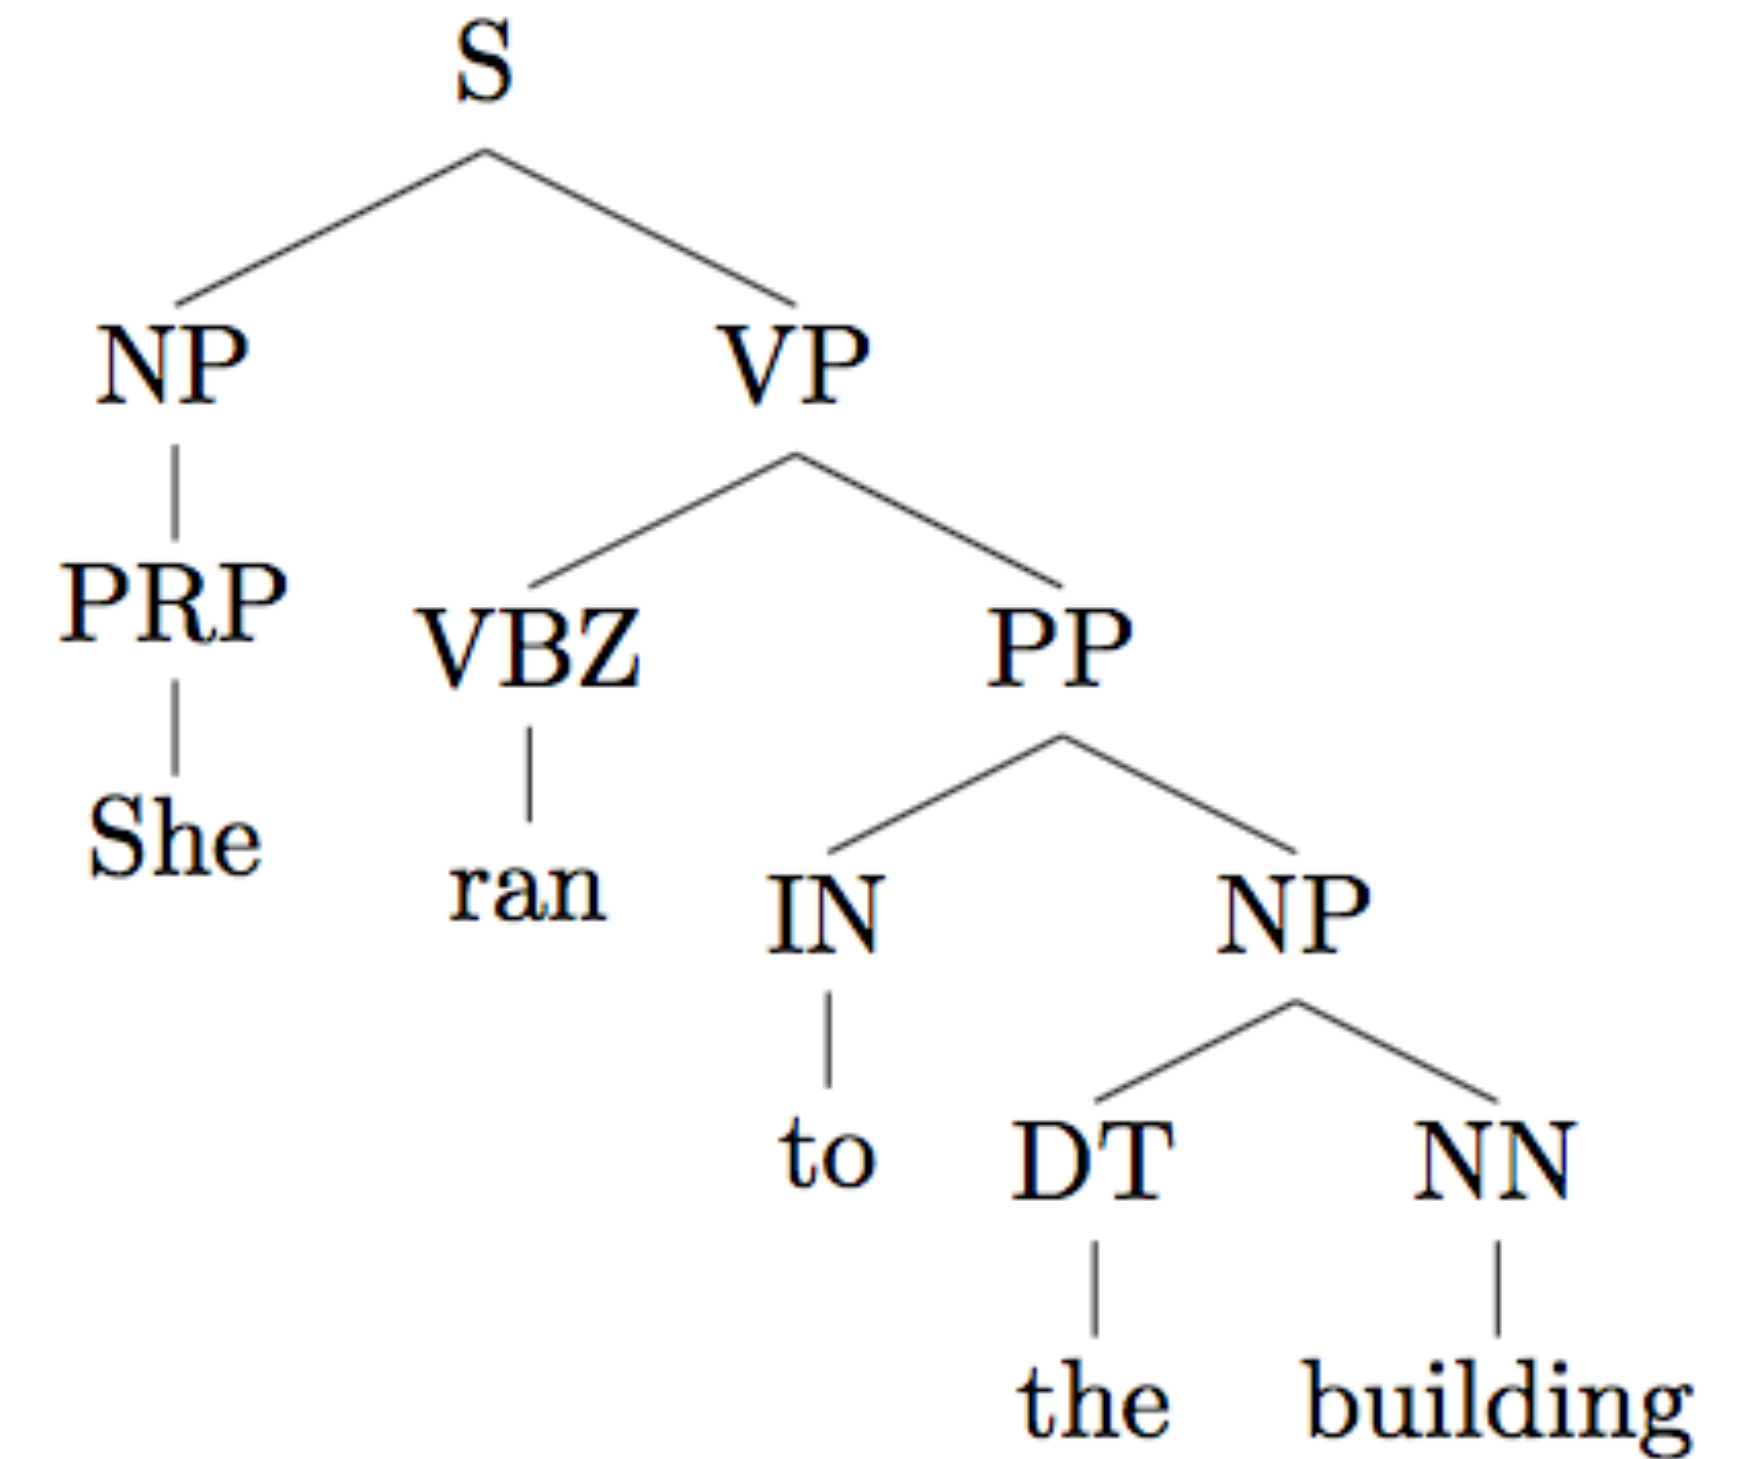 S
NP VP
PRP VBZ PP
She ran IN NP
to DT NN
the building